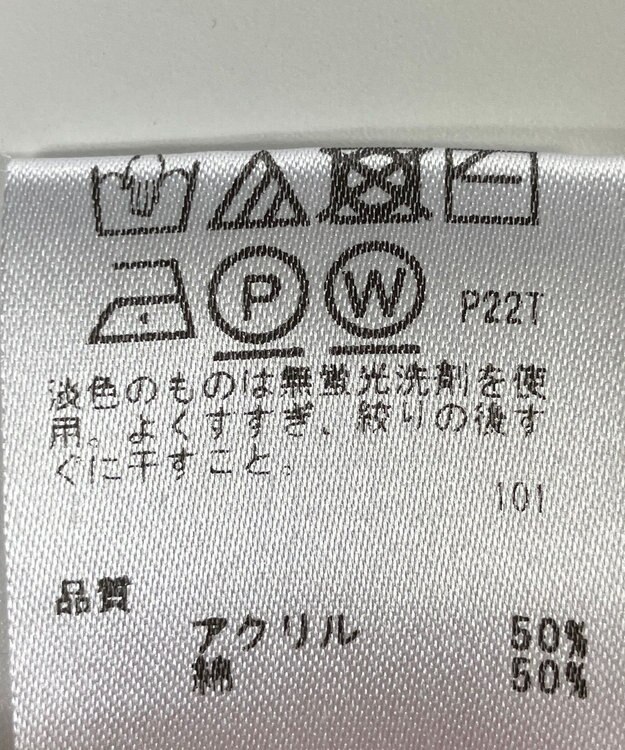 P W P22T
淡色のものは無蛍光洗剤を使
用。よくすすぎ、絞りの後す
ぐに干すこと。
101
品質
アクリル 50%
綿 50%